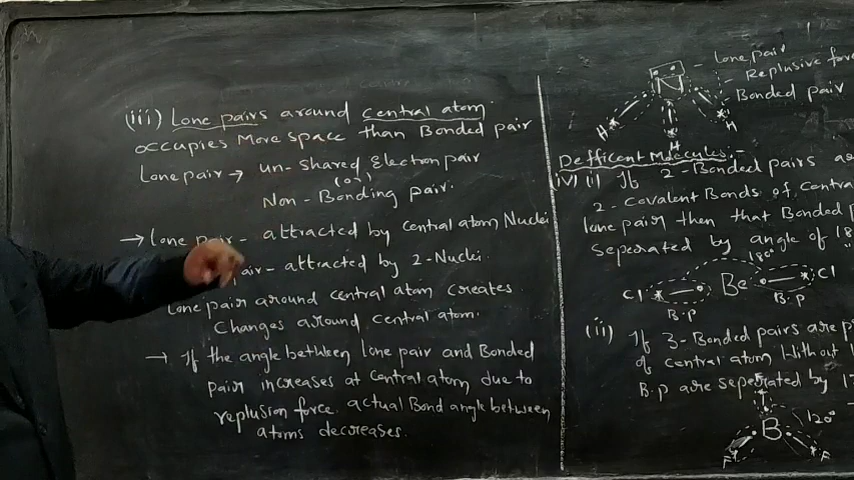 (iii) Lone pairs around central atom
occupies More space than Bonded pair
Lone pair → un-shared Electron pair
(or)
Non-Bonding pair.
→ Lone pair - attracted by central atom Nuclei
pair - attracted by 2-Nuclei.
Lone pair around central atom creates
Changes around central atom.
→ If the angle between lone pair and Bonded
pair increases at central atom due to
replusion force. actual Bond angle between
atoms decreases.
Lone pair
Replusive force
Bonded pair
N
H
H
H
Defficent Molecules:-
(iv) (i) If 2-Bonded pairs are
2-Covalent Bonds of Central
lone pair then that Bonded
seperated by angle of 18
180°
Cl Be Cl
B.P B.P
(ii) If 3-Bonded pairs are
of central atom Without
B.P are seperated by 1
F
120°
B
F F